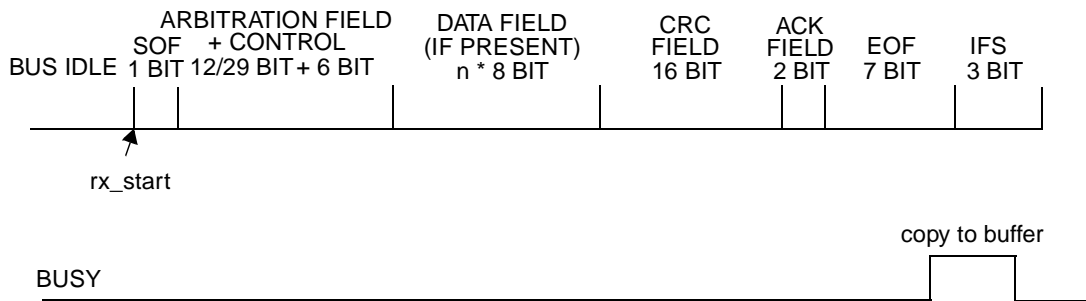 ARBITRATION FIELD
+ CONTROL
12/29 BIT + 6 BIT
DATA FIELD
(IF PRESENT)
n * 8 BIT
CRC
FIELD
16 BIT
ACK
FIELD
2 BIT
BUS IDLE
SOF
1 BIT
EOF
7 BIT
IFS
3 BIT
rx_start
copy to buffer
BUSY